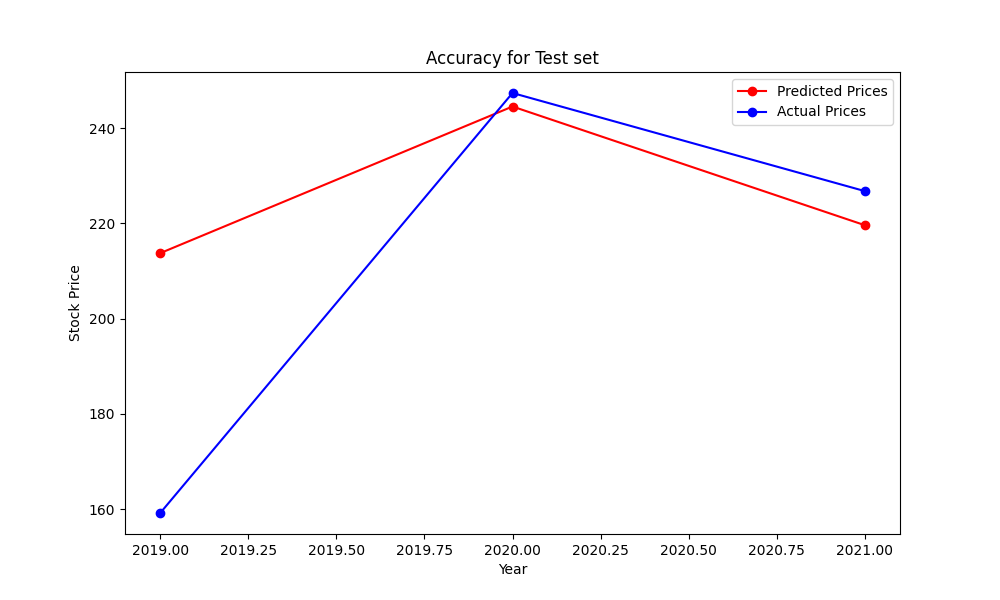 Accuracy for Test set
Predicted Prices
Actual Prices
240
220
200
180
160
Stock Price
2019.00 2019.25 2019.50 2019.75 2020.00 2020.25 2020.50 2020.75 2021.00
Year